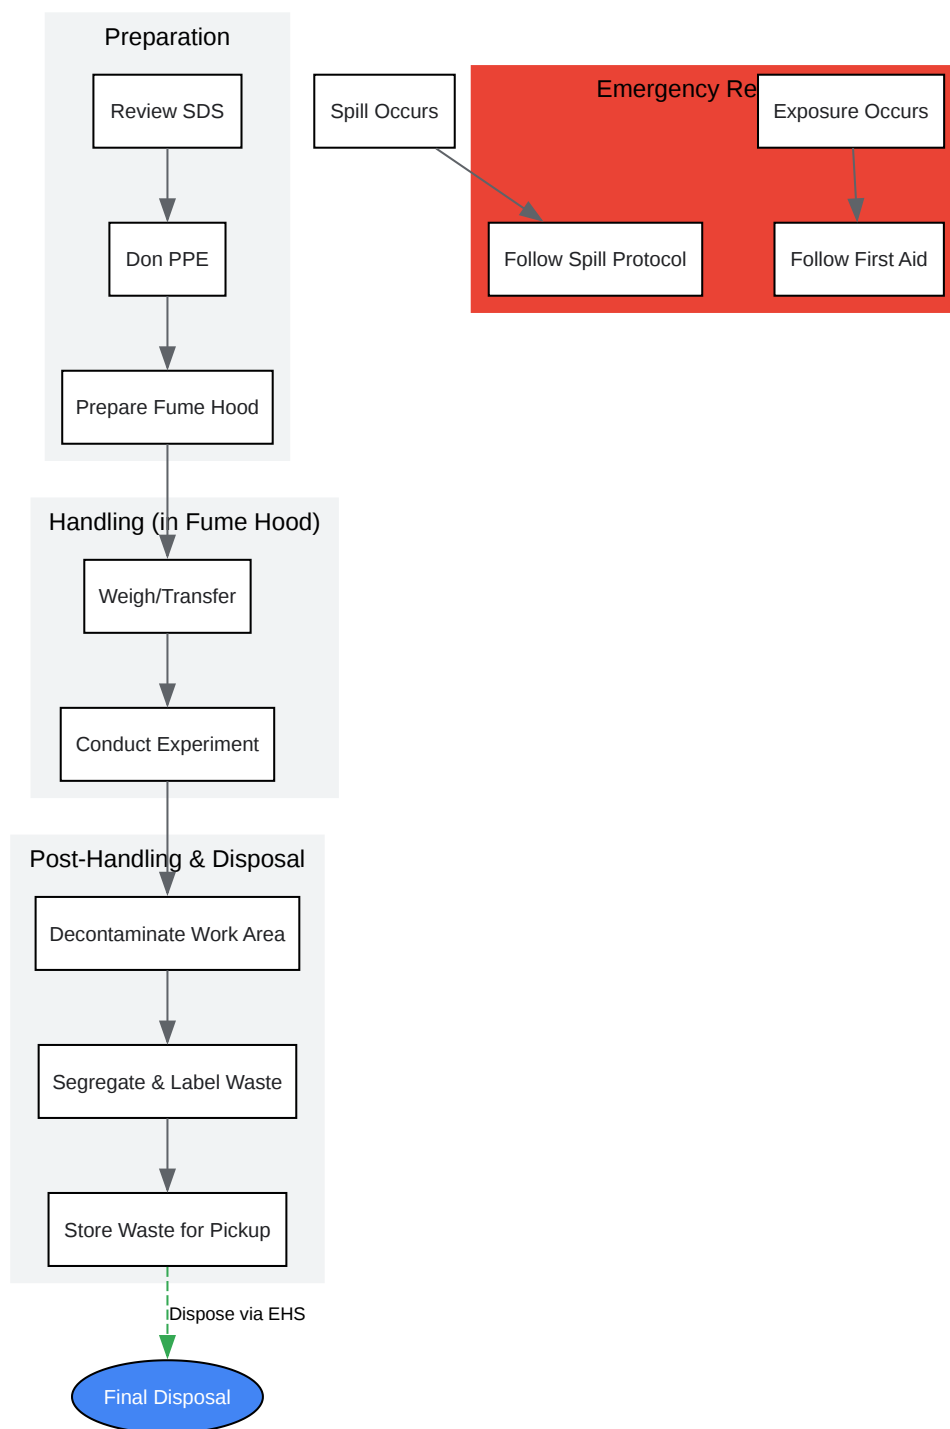 Preparation
Review SDS
Don PPE
Prepare Fume Hood
Spill Occurs
Emergency Re
Exposure Occurs
Follow Spill Protocol
Follow First Aid
Handling (in Fume Hood)
Weigh/Transfer
Conduct Experiment
Post-Handling & Disposal
Decontaminate Work Area
Segregate & Label Waste
Store Waste for Pickup
Dispose via EHS
Final Disposal